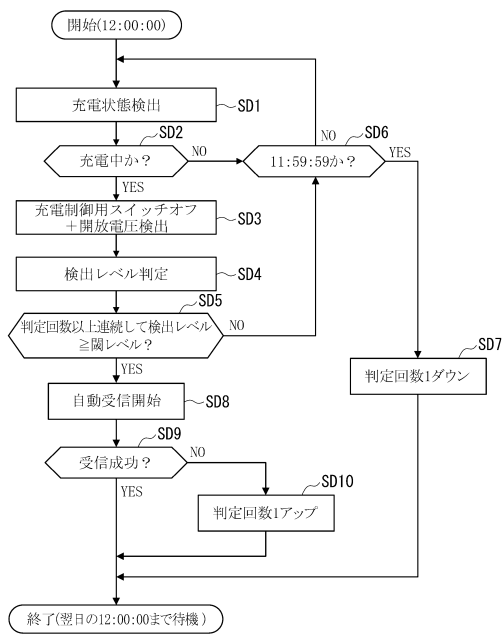 開始(12:00:00)
充電状態検出
SD1
SD2
充電中か？
NO
YES
SD6
11:59:59か？
NO
YES
充電制御用スイッチオフ
＋開放電圧検出
SD3
検出レベル判定
SD4
SD5
判定回数以上連続して検出レベル
≧閾レベル？
NO
YES
SD7
判定回数1ダウン
自動受信開始
SD8
SD9
受信成功？
NO
YES
SD10
判定回数1アップ
終了(翌日の12:00:00まで待機)